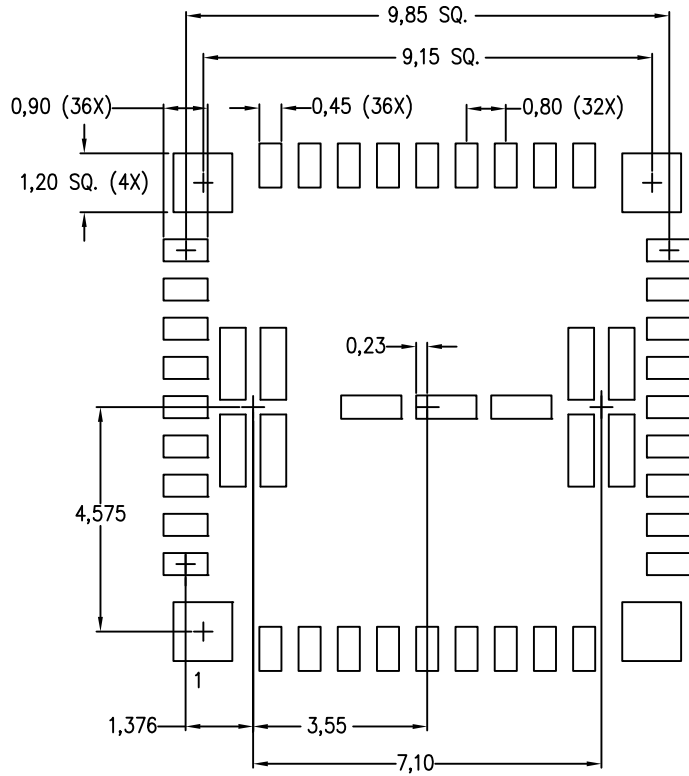 9,85 SQ.
9,15 SQ.
0,90 (36X)
0,45 (36X)
0,80 (32X)
1,20 SQ. (4X)
0,23
4,575
1
1,376
3,55
7,10